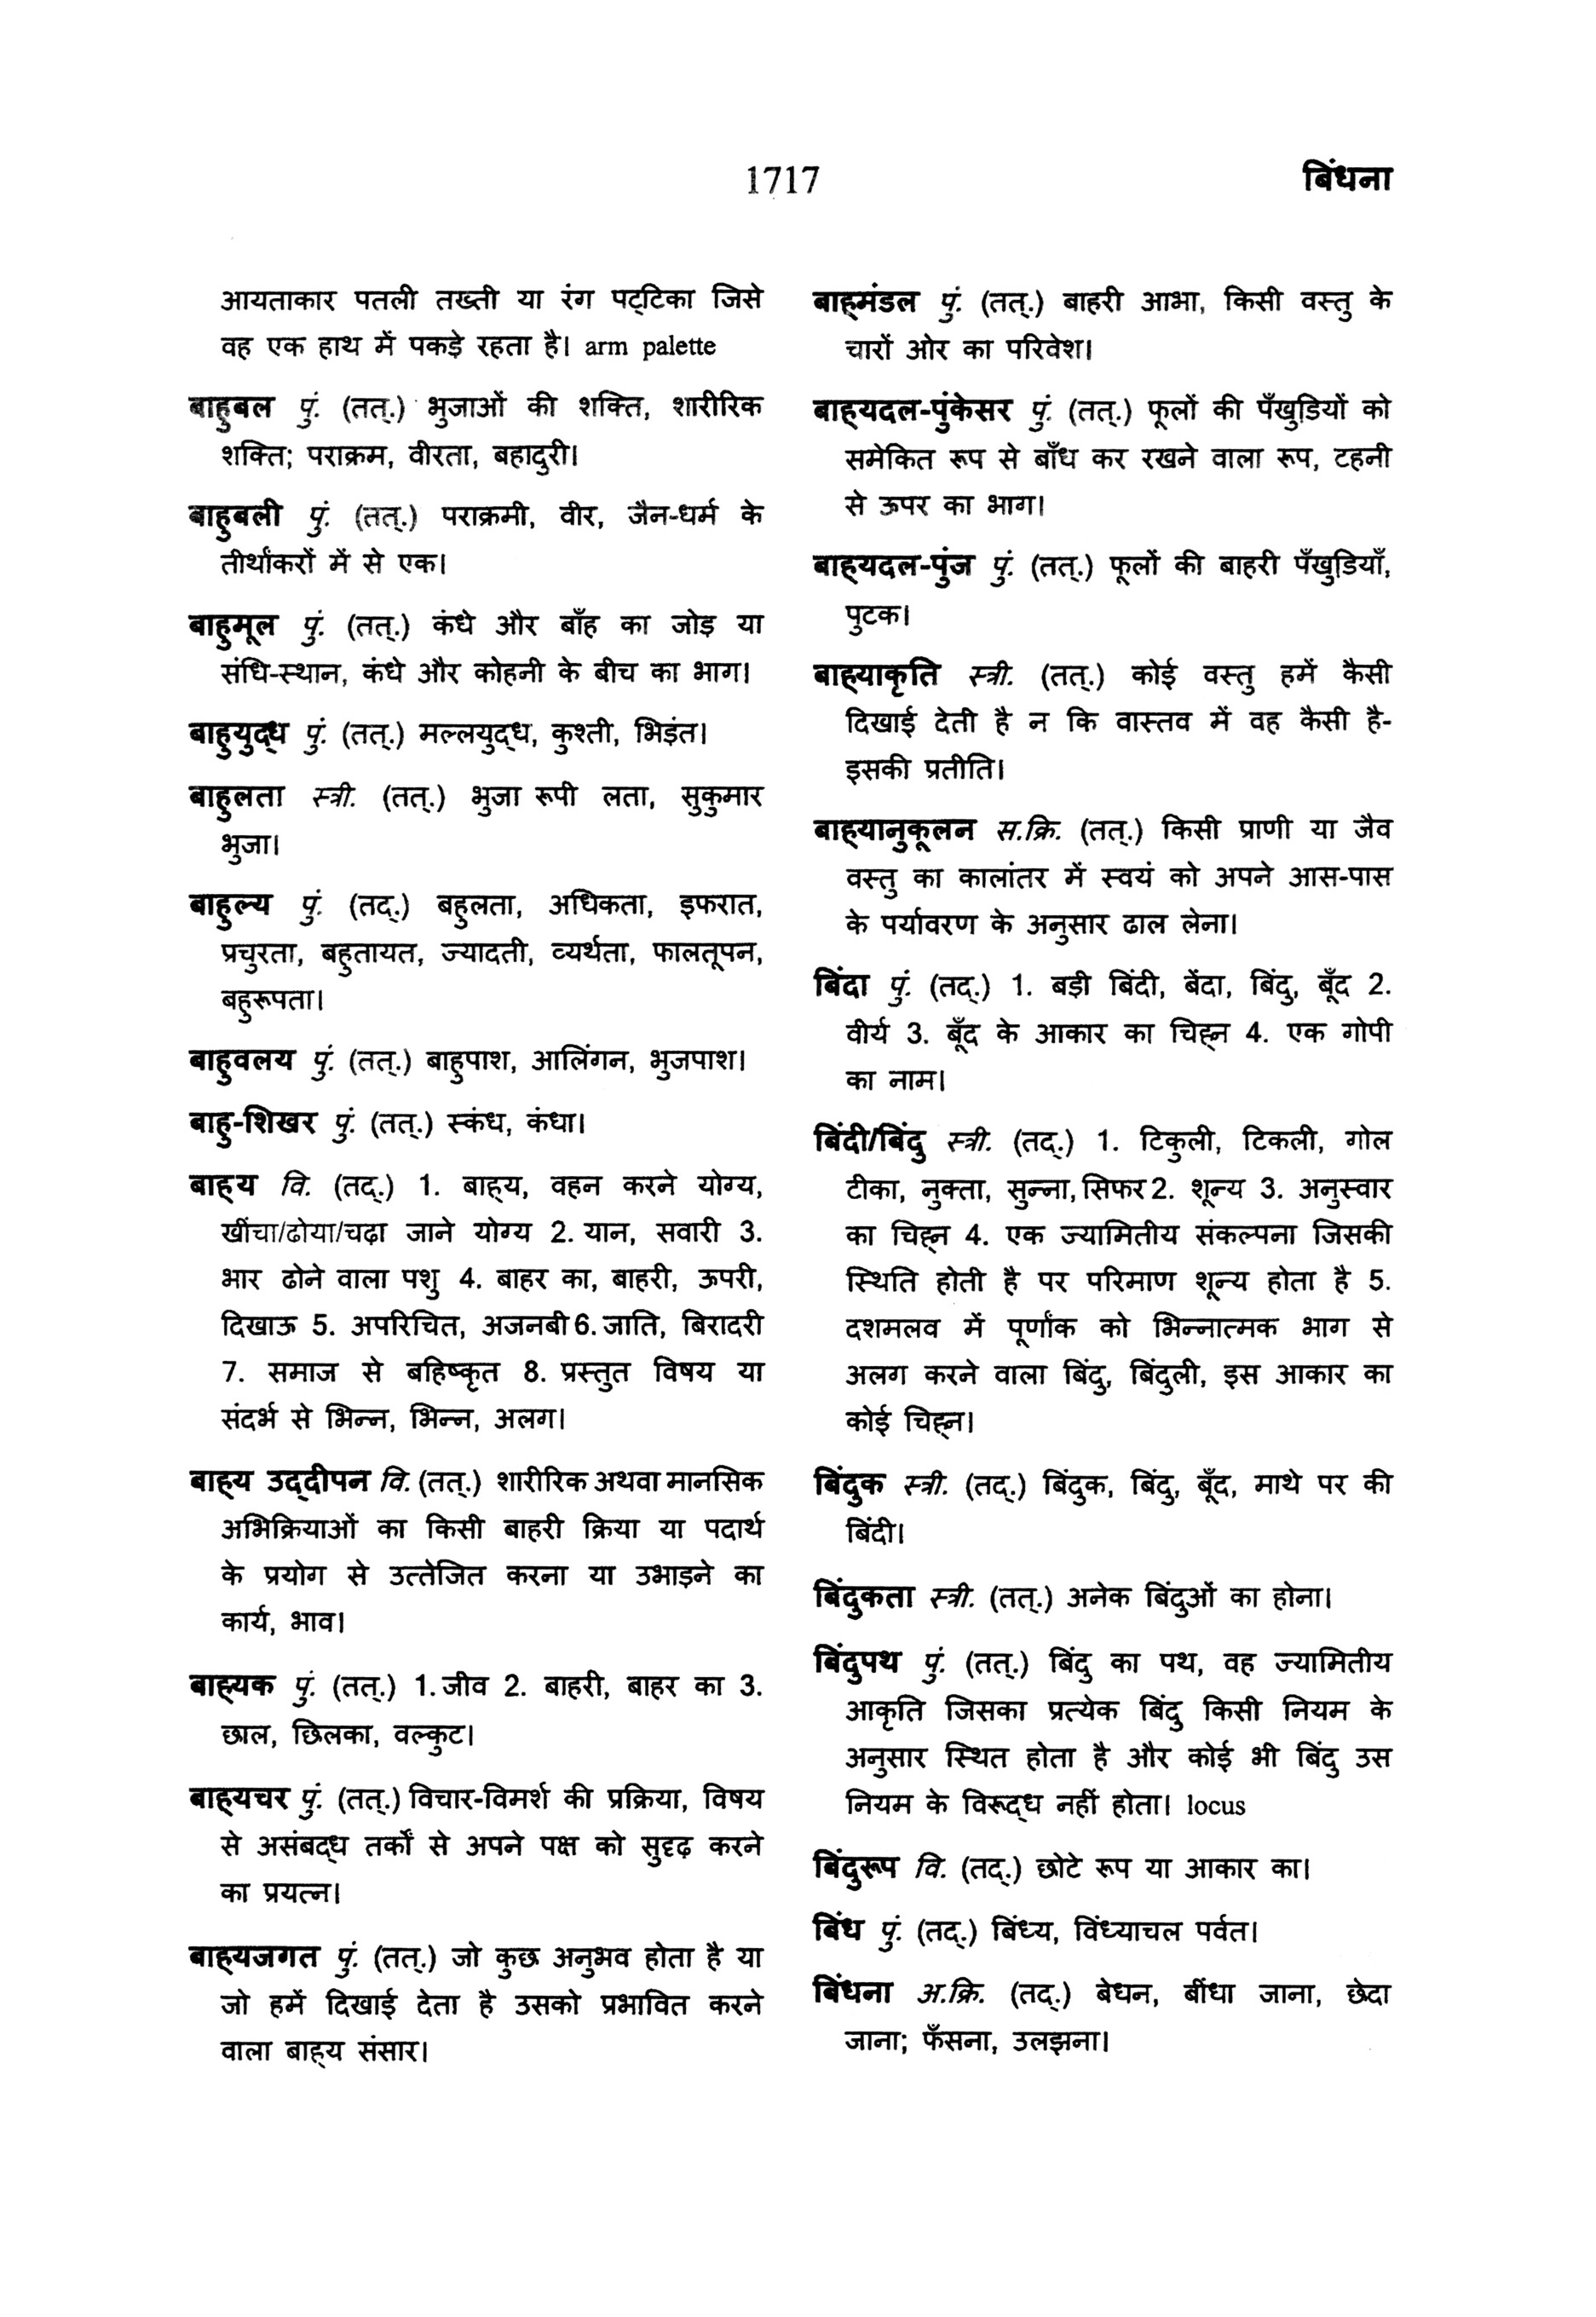 1717
बिंधना
आयताकार पतली तख्ती या रंग पट्टिका जिसे
वह एक हाथ में पकड़े रहता है। arm palette
बाहुबल पुं. (तत्.) भुजाओं की शक्ति, शारीरिक
शक्ति; पराक्रम, वीरता, बहादुरी।
बाहुबली पुं. (तत्.) पराक्रमी, वीर, जैन-धर्म के
तीर्थांकरों में से एक।
बाहुमूल पुं. (तत्.) कंधे और बाँह का जोड़ या
संधि-स्थान, कंधे और कोहनी के बीच का भाग।
बाहुयुद्ध पुं. (तत्.) मल्लयुद्ध, कुश्ती, भिड़ंत।
बाहुलता स्त्री. (तत्.) भुजा रूपी लता, सुकुमार
भुजा।
बाहुल्य पुं. (तद्.) बहुलता, अधिकता, इफरात,
प्रचुरता, बहुतायत, ज्यादती, व्यर्थता, फालतूपन,
बहुरूपता।
बाहुवलय पुं. (तत्.) बाहुपाश, आलिंगन, भुजपाश।
बाहु-शिखर पुं. (तत्.) स्कंध, कंधा।
बाह्य वि. (तद्.) 1. बाह्य, वहन करने योग्य,
खींचा/ढोया/चढ़ा जाने योग्य 2. यान, सवारी 3.
भार ढोने वाला पशु 4. बाहर का, बाहरी, ऊपरी,
दिखाऊ 5. अपरिचित, अजनबी 6. जाति, बिरादरी
7. समाज से बहिष्कृत 8. प्रस्तुत विषय या
संदर्भ से भिन्न, भिन्न, अलग।
बाह्य उद्दीपन वि. (तत्.) शारीरिक अथवा मानसिक
अभिक्रियाओं का किसी बाहरी क्रिया या पदार्थ
के प्रयोग से उत्तेजित करना या उभाड़ने का
कार्य, भाव।
बाह्यक पुं. (तत्.) 1. जीव 2. बाहरी, बाहर का 3.
छाल, छिलका, वल्कुट।
बाह्यचर पुं. (तत्.) विचार-विमर्श की प्रक्रिया, विषय
से असंबद्ध तर्कों से अपने पक्ष को सुदृढ़ करने
का प्रयत्न।
बाह्यजगत पुं. (तत्.) जो कुछ अनुभव होता है या
जो हमें दिखाई देता है उसको प्रभावित करने
वाला बाह्य संसार।
बाह्मंडल पुं. (तत्.) बाहरी आभा, किसी वस्तु के
चारों ओर का परिवेश।
बाह्यदल-पुंकेसर पुं. (तत्.) फूलों की पँखुड़ियों को
समेकित रूप से बाँध कर रखने वाला रूप, टहनी
से ऊपर का भाग।
बाह्यदल-पुंज पुं. (तत्.) फूलों की बाहरी पँखुड़ियाँ,
पुटक।
बाह्याकृति स्त्री. (तत्.) कोई वस्तु हमें कैसी
दिखाई देती है न कि वास्तव में वह कैसी है-
इसकी प्रतीति।
बाह्यानुकूलन स.क्रि. (तत्.) किसी प्राणी या जैव
वस्तु का कालांतर में स्वयं को अपने आस-पास
के पर्यावरण के अनुसार ढाल लेना।
बिंदा पुं. (तद्.) 1. बड़ी बिंदी, बेंदा, बिंदु, बूँद 2.
वीर्य 3. बूँद के आकार का चिह्न 4. एक गोपी
का नाम।
बिंदी/बिंदु स्त्री. (तद्.) 1. टिकुली, टिकली, गोल
टीका, नुक्ता, सुन्ना, सिफर 2. शून्य 3. अनुस्वार
का चिह्न 4. एक ज्यामितीय संकल्पना जिसकी
स्थिति होती है पर परिमाण शून्य होता है 5.
दशमलव में पूर्णांक को भिन्नात्मक भाग से
अलग करने वाला बिंदु, बिंदुली, इस आकार का
कोई चिह्न।
बिंदुक स्त्री. (तद्.) बिंदुक, बिंदु, बूँद, माथे पर की
बिंदी।
बिंदुकता स्त्री. (तत्.) अनेक बिंदुओं का होना।
बिंदुपथ पुं. (तत्.) बिंदु का पथ, वह ज्यामितीय
आकृति जिसका प्रत्येक बिंदु किसी नियम के
अनुसार स्थित होता है और कोई भी बिंदु उस
नियम के विरूद्ध नहीं होता। locus
बिंदुरूप वि. (तद्.) छोटे रूप या आकार का।
बिंध पुं. (तद्.) बिंध्य, विंध्याचल पर्वत।
बिंधना अ.क्रि. (तद्.) बेधन, बींधा जाना, छेदा
जाना; फँसना, उलझना।